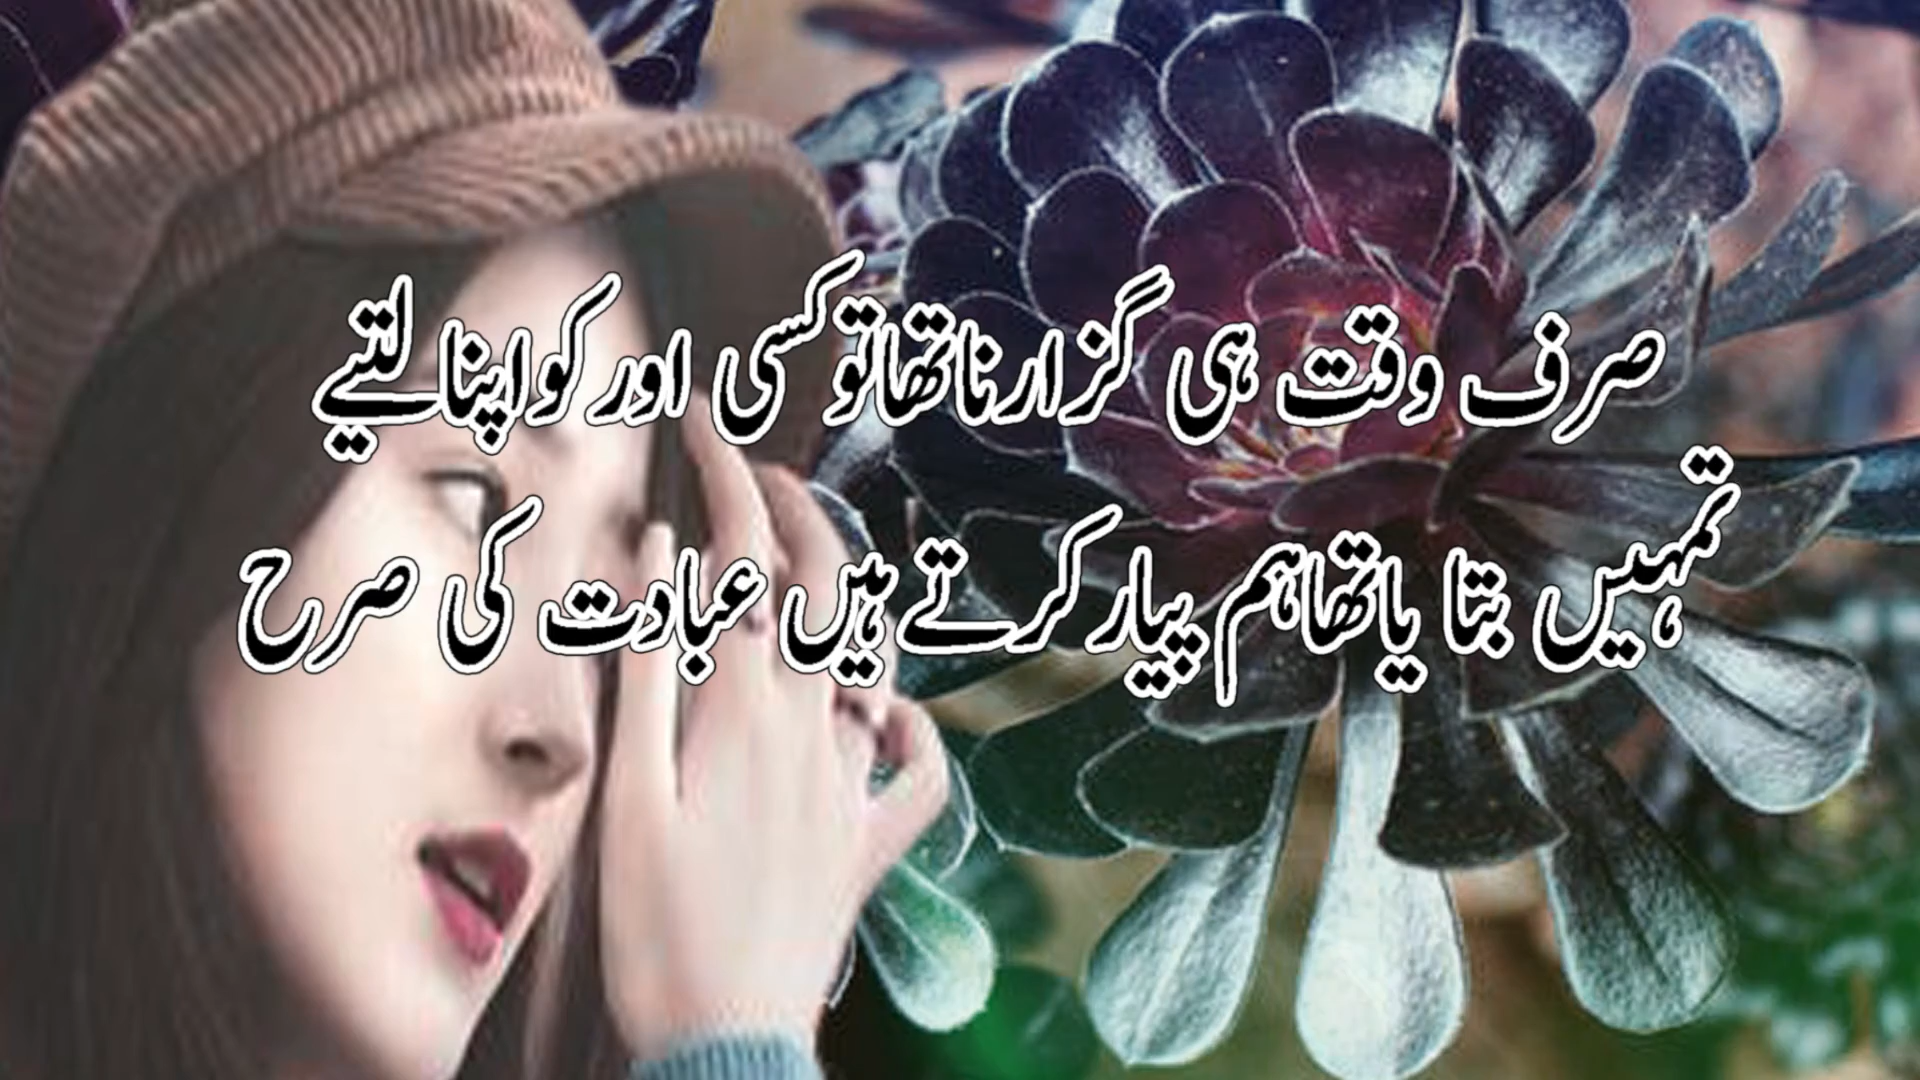 صرف وقت ہی گزارنا تھا تو کسی اور کو اپنا لتیے
تمہیں بتا یا تھا ہم پیار کرتے ہیں عبادت کی صرح